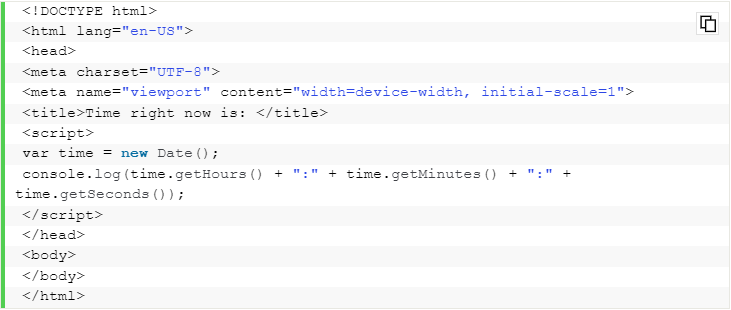 <!DOCTYPE html>
<html lang="en-US">
<head>
<meta charset="UTF-8">
<meta name="viewport" content="width=device-width, initial-scale=1">
<title>Time right now is: </title>
<script>
var time = new Date();
console.log(time.getHours() + ":" + time.getMinutes() + ":" +
time.getSeconds());
</script>
</head>
<body>
</body>
</html>